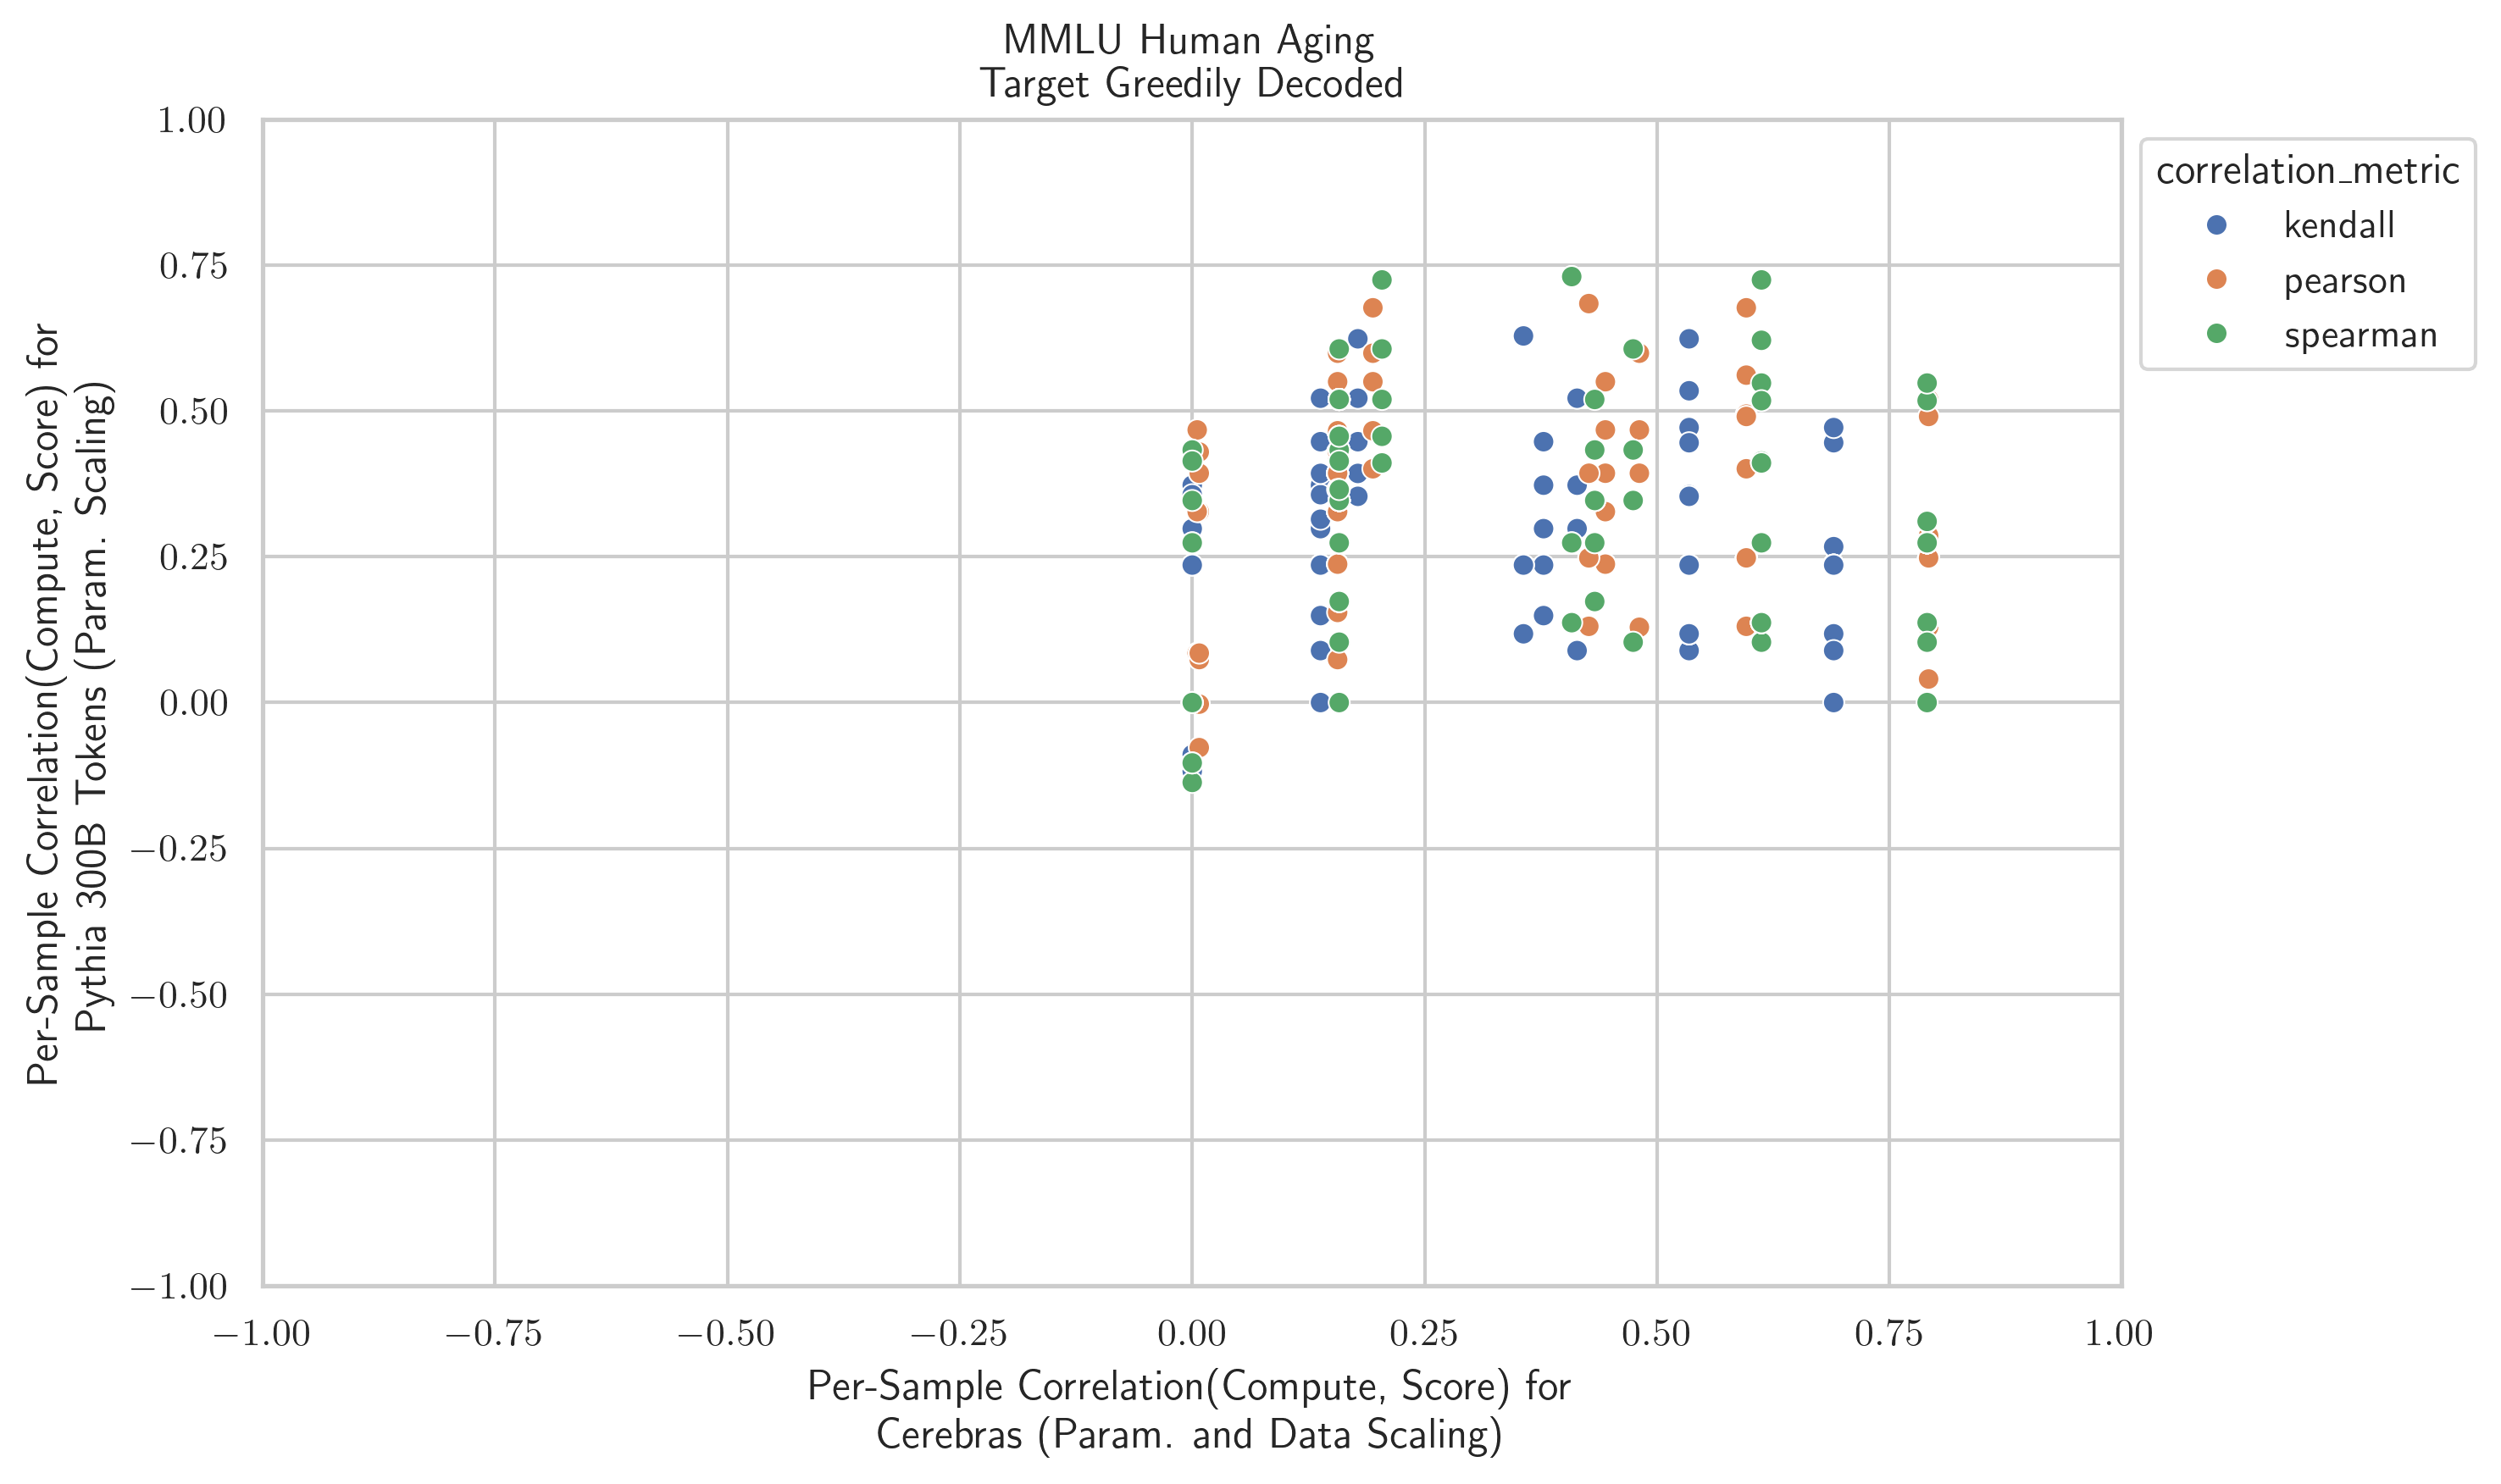 MMLU Human Aging
Target Greedily Decoded
Per-Sample Correlation(Compute, Score) for
Pythia 300B Tokens (Param. Scaling)
1.00
0.75
0.50
0.25
0.00
−0.25
−0.50
−0.75
−1.00
−1.00 −0.75 −0.50 −0.25 0.00 0.25 0.50 0.75 1.00
Per-Sample Correlation(Compute, Score) for
Cerebras (Param. and Data Scaling)
correlation_metric
kendall
pearson
spearman